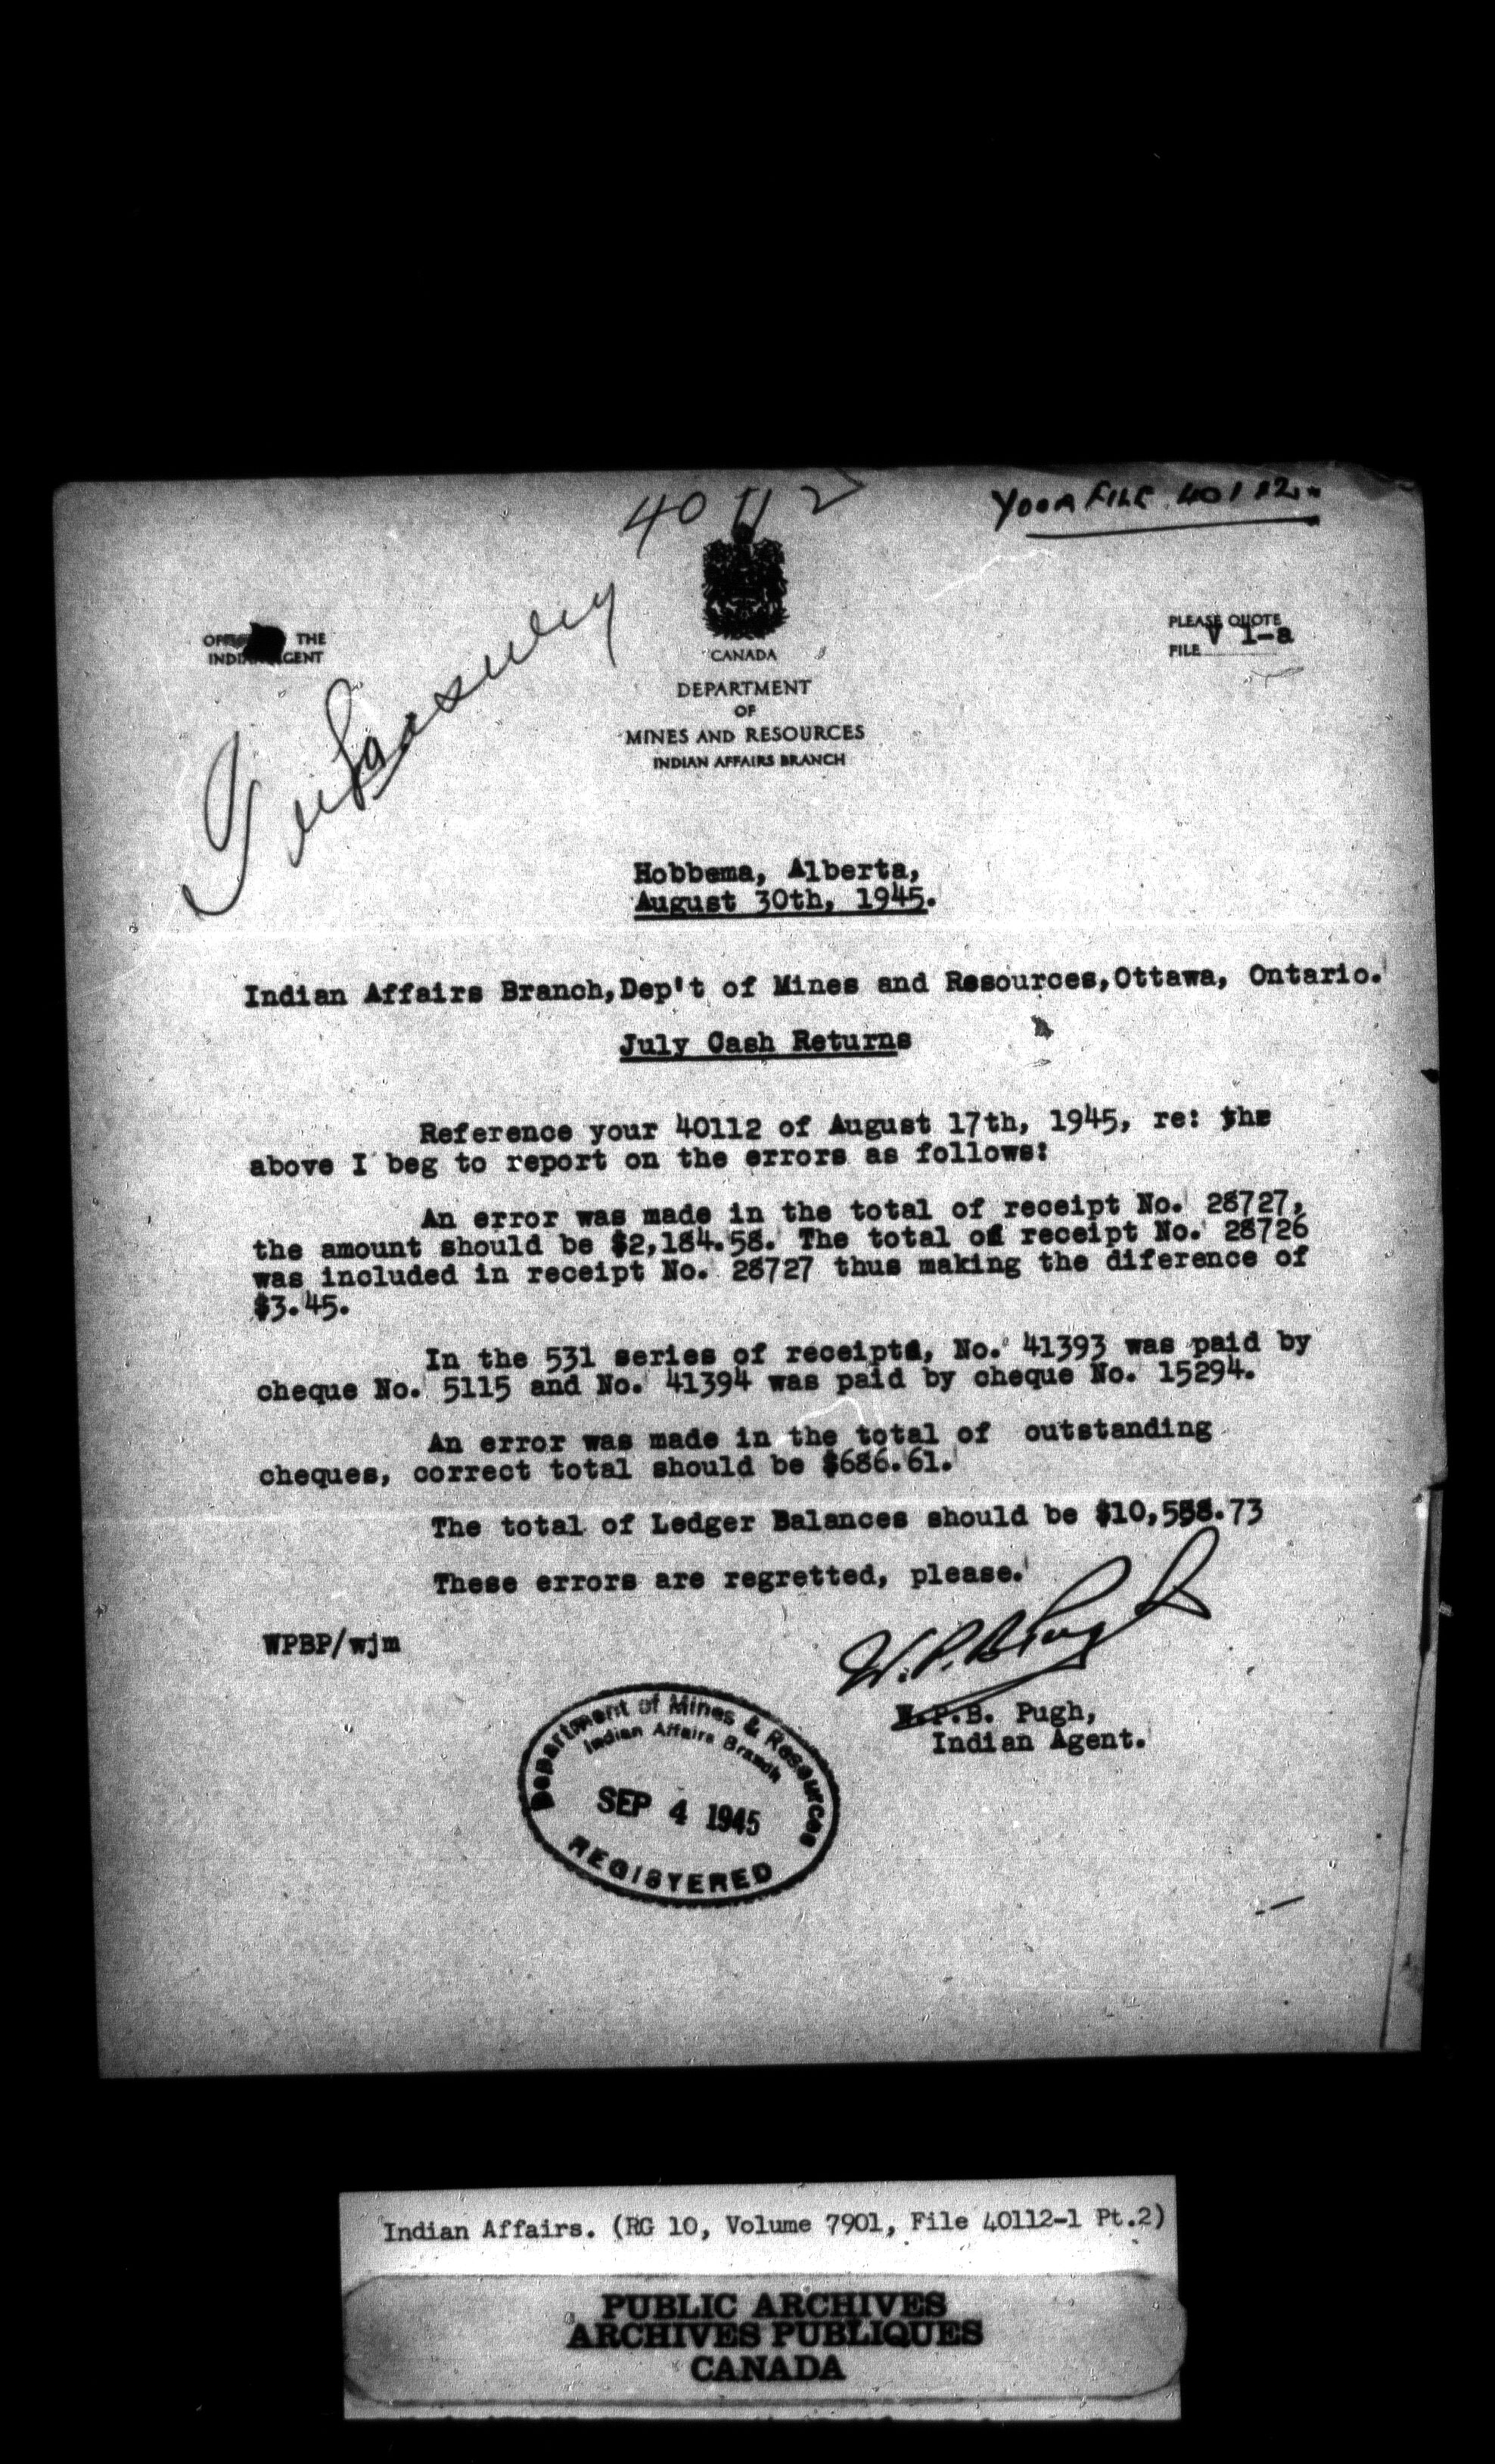 40112
YOUR FILE 40112.
OFFICE THE
INDIAN AGENT
PLEASE QUOTE
FILE V 1-a
CANADA
DEPARTMENT
OF
MINES AND RESOURCES
INDIAN AFFAIRS BRANCH
Hobbema, Alberta,
August 30th, 1945.
Indian Affairs Branch,Dep't of Mines and Resources,Ottawa, Ontario.
July Cash Returns
Reference your 40112 of August 17th, 1945, re: the
above I beg to report on the errors as follows:
An error was made in the total of receipt No. 28727,
the amount should be $2,184.58. The total of receipt No. 28726
was included in receipt No. 28727 thus making the diference of
$3.45.
In the 531 series of receipts, No. 41393 was paid by
cheque No. 5115 and No. 41394 was paid by cheque No. 15294.
An error was made in the total of outstanding
cheques, correct total should be $686.61.
The total of Ledger Balances should be $10,588.73
These errors are regretted, please.
WPBP/wjm
W.P.B. Pugh
W.P.B. Pugh,
Indian Agent.
Department of Mines & Resources
Indian Affairs Branch
SEP 4 1945
REGISTERED
Indian Affairs. (RG 10, Volume 7901, File 40112-1 Pt.2)
PUBLIC ARCHIVES
ARCHIVES PUBLIQUES
CANADA